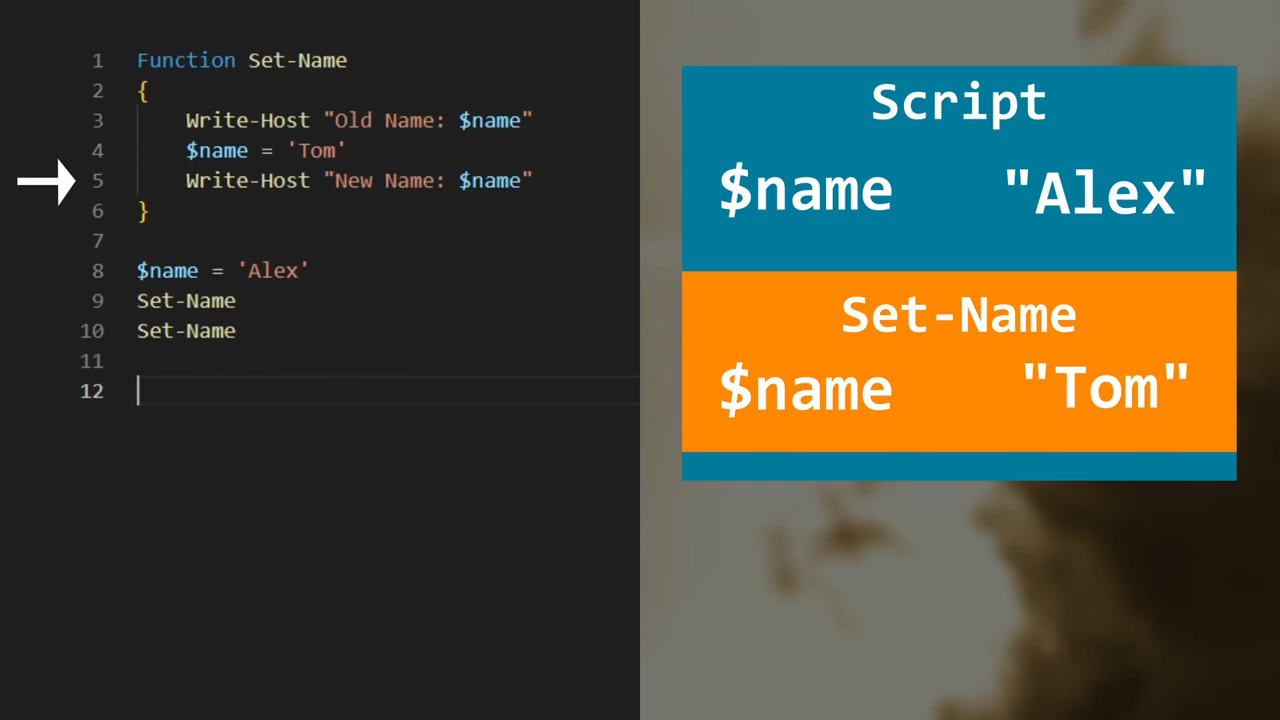 1 Function Set-Name
2 {
3 Write-Host "Old Name: $name"
4 $name = 'Tom'
5 Write-Host "New Name: $name"
6 }
7
8 $name = 'Alex'
9 Set-Name
10 Set-Name
11
12
Script
$name "Alex"
Set-Name
$name "Tom"